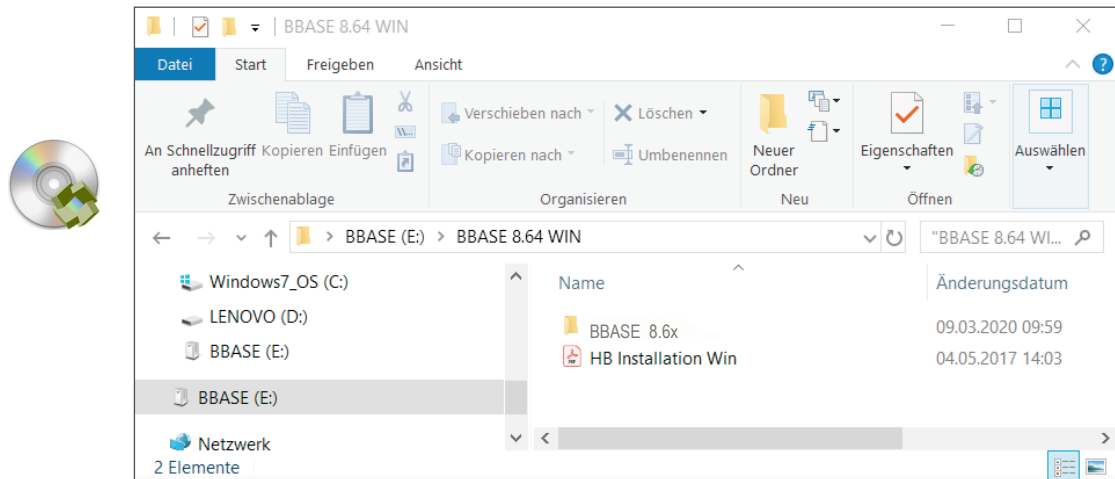 BBASE 8.64 WIN
Datei Start Freigeben Ansicht
An Schnellzugriff anheften
Kopieren
Einfügen
Zwischenablage
Verschieben nach
Kopieren nach
Löschen
Umbenennen
Organisieren
Neuer Ordner
Neu
Eigenschaften
Öffnen
Auswählen
BBASE (E:) > BBASE 8.64 WIN
"BBASE 8.64 WI...
Windows7_OS (C:)
LENOVO (D:)
BBASE (E:)
BBASE (E:)
Netzwerk
Name Änderungsdatum
BBASE 8.6x 09.03.2020 09:59
HB Installation Win 04.05.2017 14:03
2 Elemente